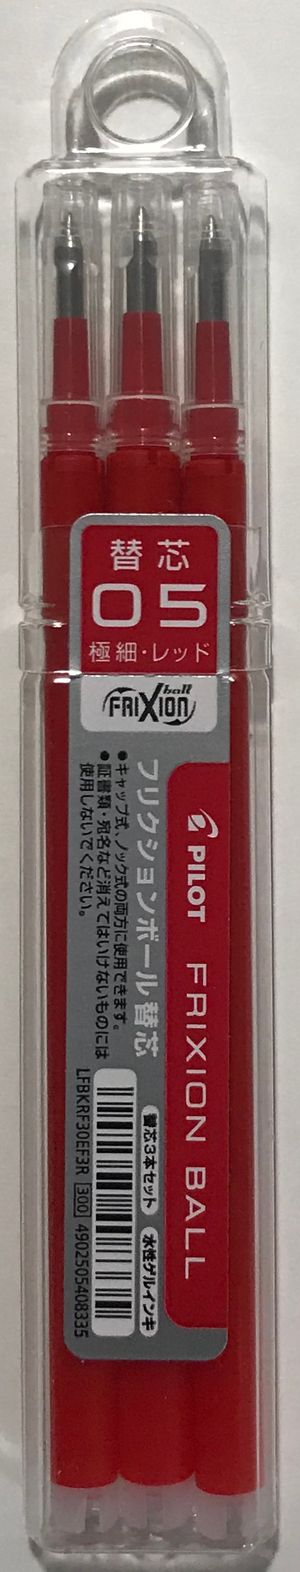 替芯
05
極細・レッド
ball
FRIXION
PILOT FRIXION BALL
フリクションボール替芯
替芯3本セット 水性ゲルインキ
●キャップ式、ノック式の両方に使用できます。
●証書類・宛名など消えてはいけないものには
使用しないでください。
LFBKRF30EF3R 300 4902505408335